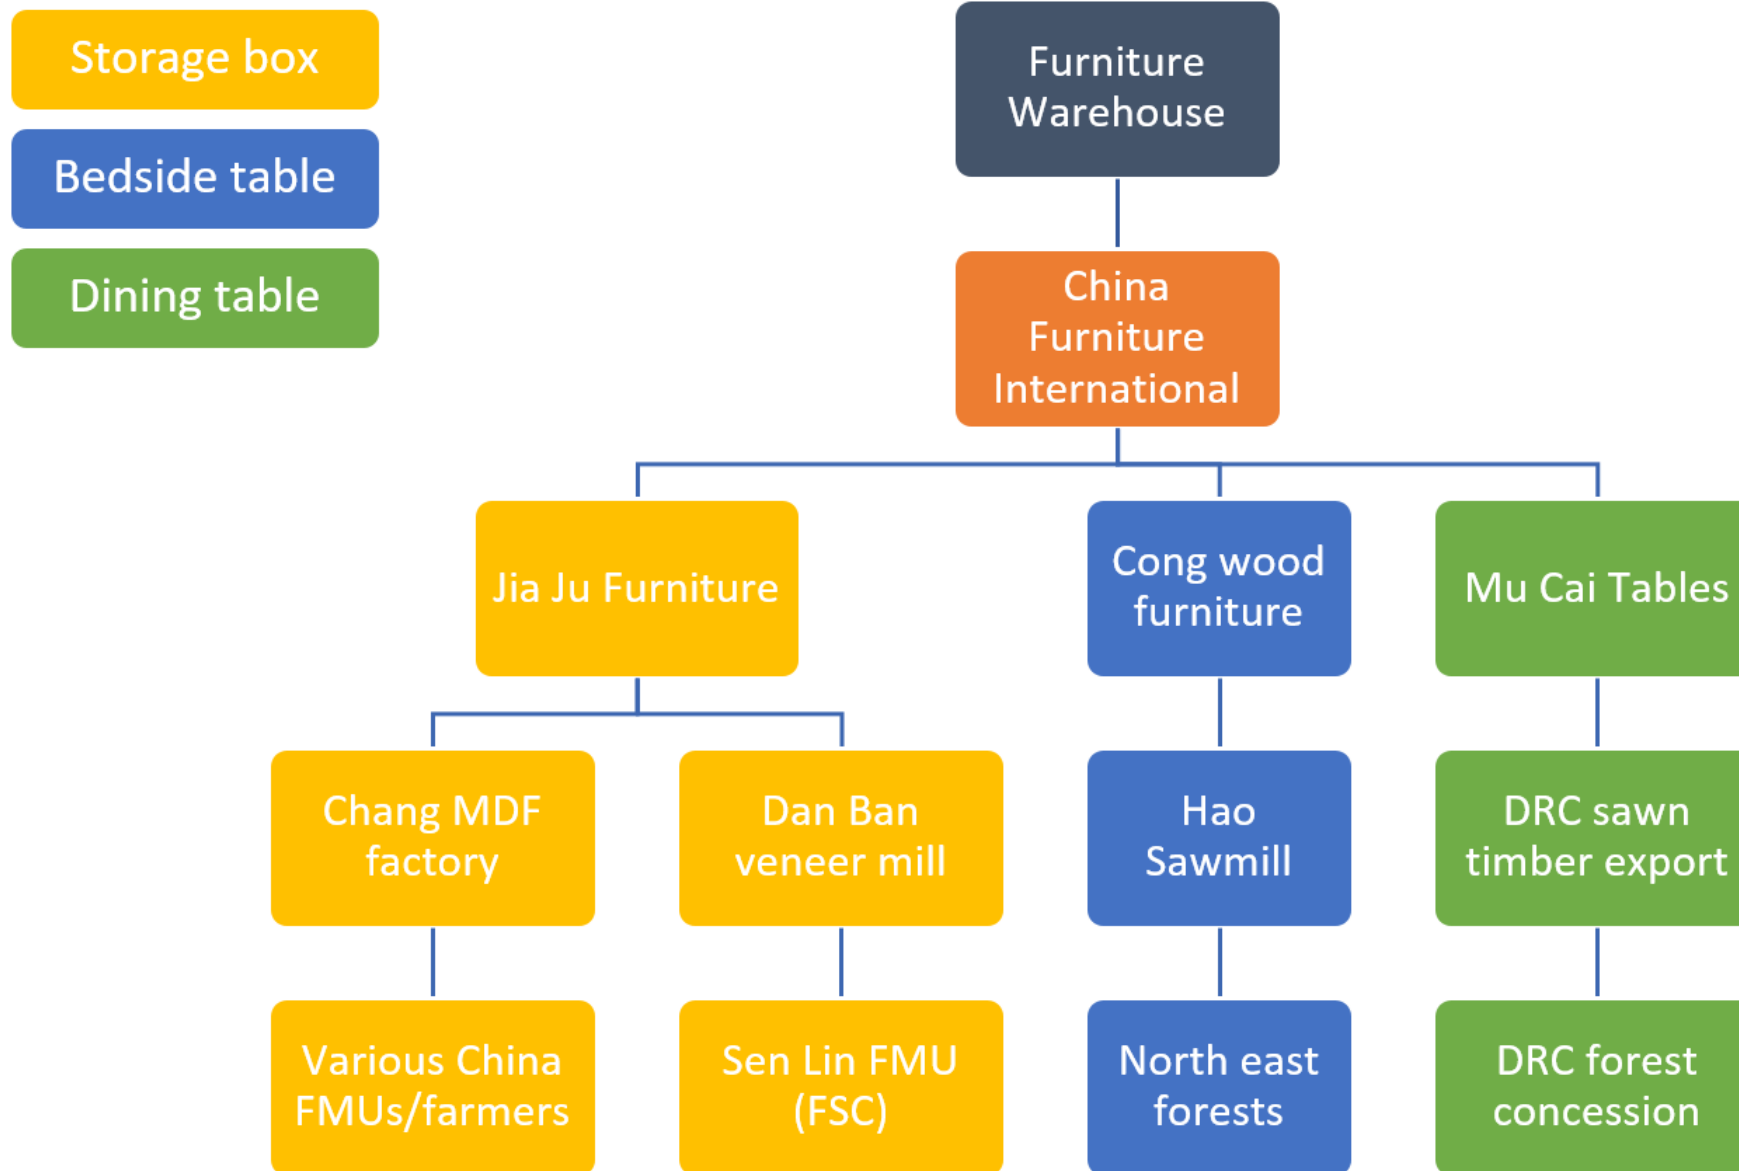 Storage box
Bedside table
Dining table
Furniture
Warehouse
China
Furniture
International
Jia Ju Furniture
Cong wood
furniture
Mu Cai Tables
Chang MDF
factory
Dan Ban
veneer mill
Hao
Sawmill
DRC sawn
timber export
Various China
FMUs/farmers
Sen Lin FMU
(FSC)
North east
forests
DRC forest
concession